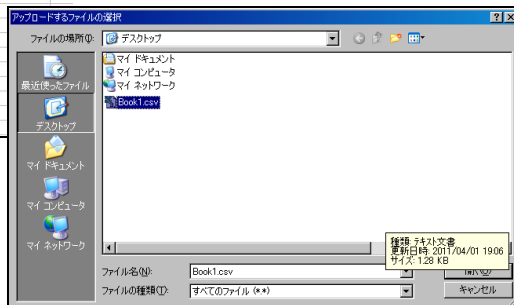 アップロードするファイルの選択
ファイルの場所(I):
デスクトップ
最近使ったファイル
デスクトップ
マイ ドキュメント
マイ コンピュータ
マイ ネットワーク
マイ ドキュメント
マイ コンピュータ
マイ ネットワーク
Book1.csv
種類: テキスト文書
更新日時: 2011/04/01 19:06
サイズ: 1.28 KB
ファイル名(N):
Book1.csv
開く(O)
ファイルの種類(T):
すべてのファイル (*.*)
キャンセル